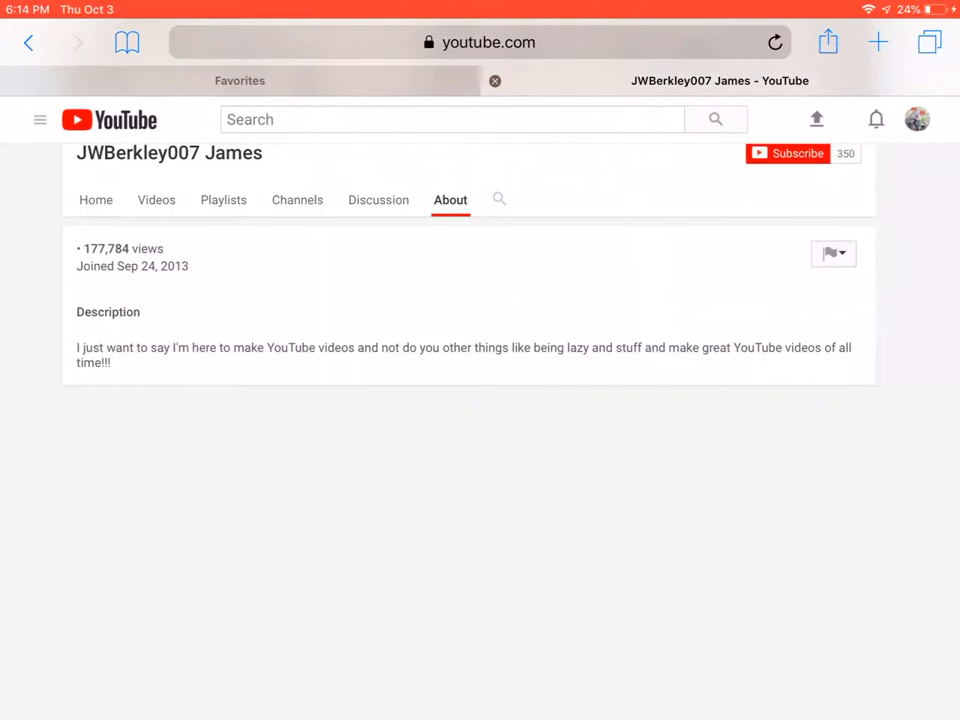 6:14 PM Thu Oct 3 24%
youtube.com
Favorites JWBerkley007 James - YouTube
YouTube Search
JWBerkley007 James Subscribe 350
Home Videos Playlists Channels Discussion About
• 177,784 views
Joined Sep 24, 2013
Description
I just want to say I'm here to make YouTube videos and not do you other things like being lazy and stuff and make great YouTube videos of all
time!!!